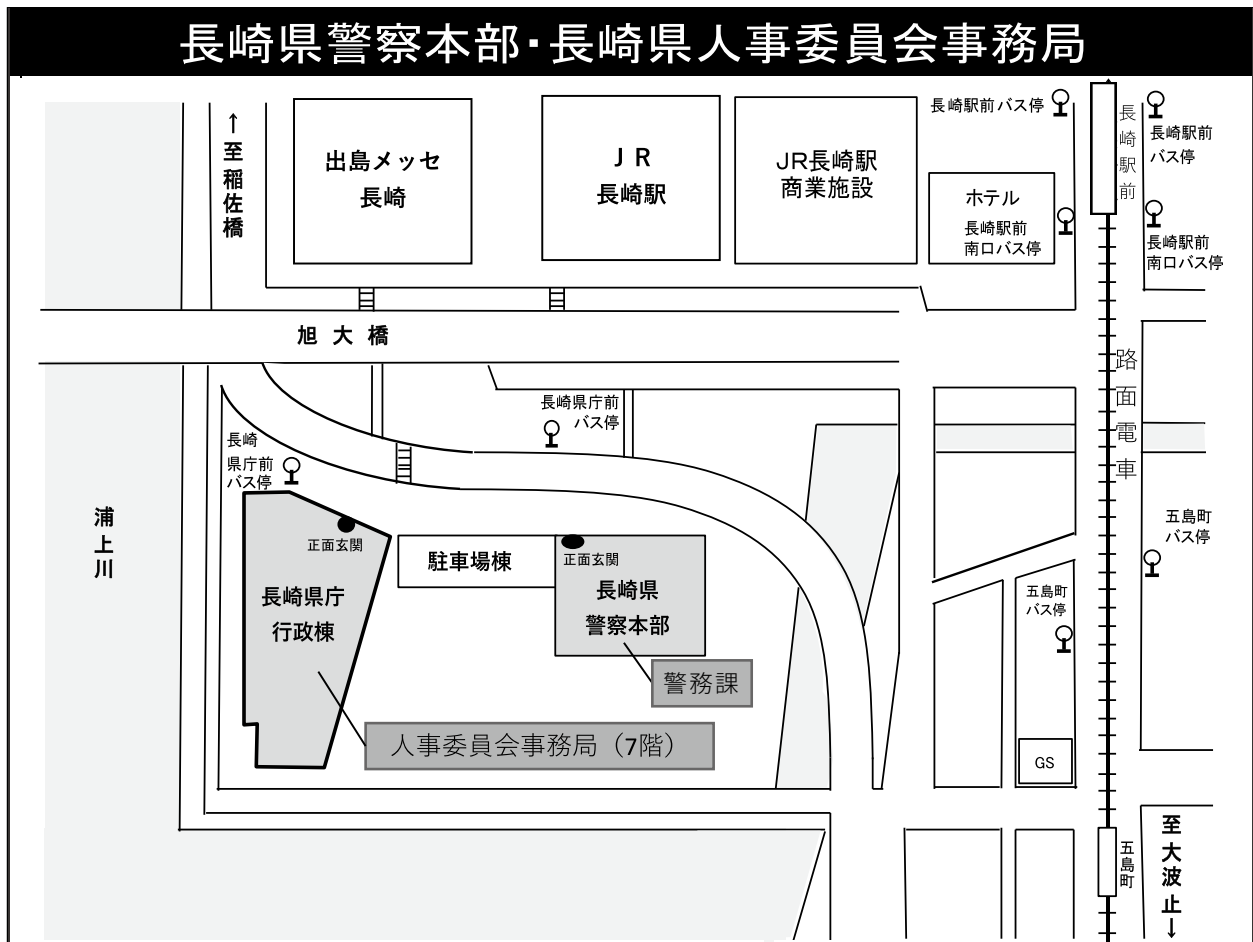 長崎県警察本部・長崎県人事委員会事務局
↑至稲佐橋
出島メッセ
長崎
JR
長崎駅
JR長崎駅
商業施設
長崎駅前バス停
ホテル
長崎駅前
南口バス停
長崎駅前
長崎駅前
バス停
長崎駅前
南口バス停
旭大橋
路面電車
長崎県庁前
バス停
長崎
県庁前
バス停
浦上川
正面玄関
長崎県庁
行政棟
駐車場棟
正面玄関
長崎県
警察本部
警務課
人事委員会事務局（7階）
五島町
バス停
五島町
バス停
GS
五島町
至大波止↓